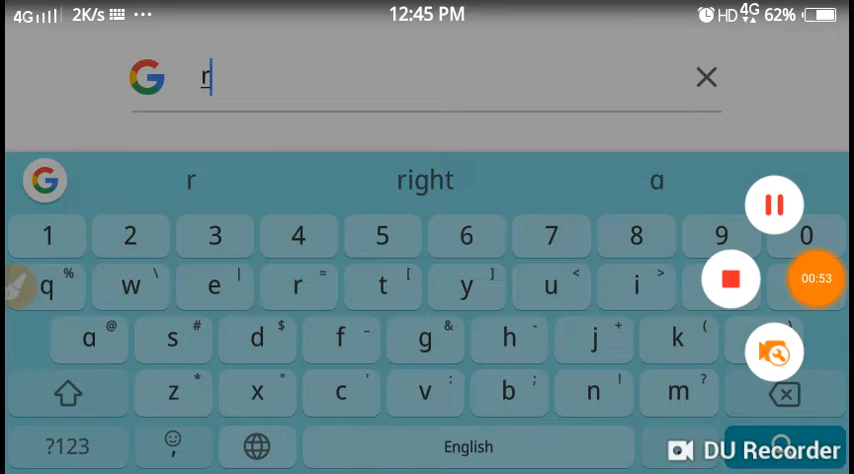 4G 2K/s ... 12:45 PM HD 4G 62%
G r
G r right a
1 2 3 4 5 6 7 8 9 0
q % w \ e | r = t [ y ] u < i > 00:53
a @ s # d $ f _ g & h - j + k ( )
z * x " c ' v : b ; n ! m ?
?123 , English DU Recorder